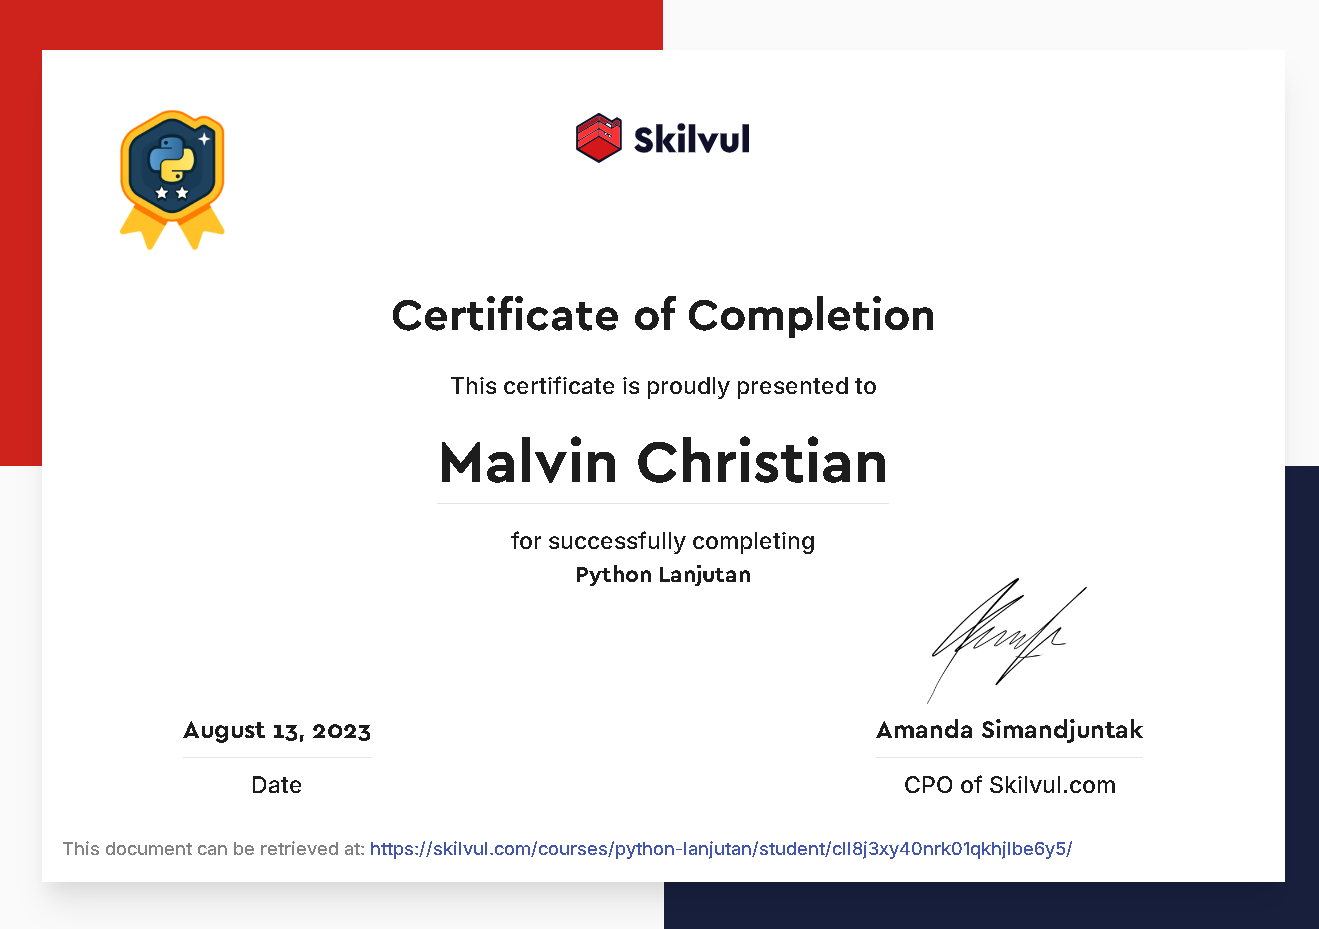 Skilvul
Certificate of Completion
This certificate is proudly presented to
Malvin Christian
for successfully completing
Python Lanjutan
August 13, 2023
Date
Amanda Simandjuntak
CPO of Skilvul.com
This document can be retrieved at: https://skilvul.com/courses/python-lanjutan/student/cll8j3xy40nrk01qkhjlbe6y5/